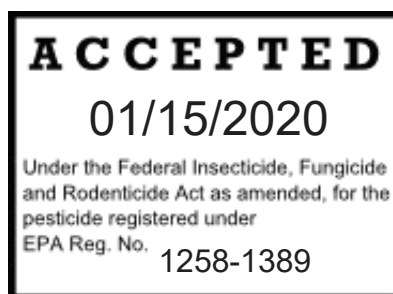 ACCEPTED
01/15/2020
Under the Federal Insecticide, Fungicide
and Rodenticide Act as amended, for the
pesticide registered under
EPA Reg. No. 1258-1389